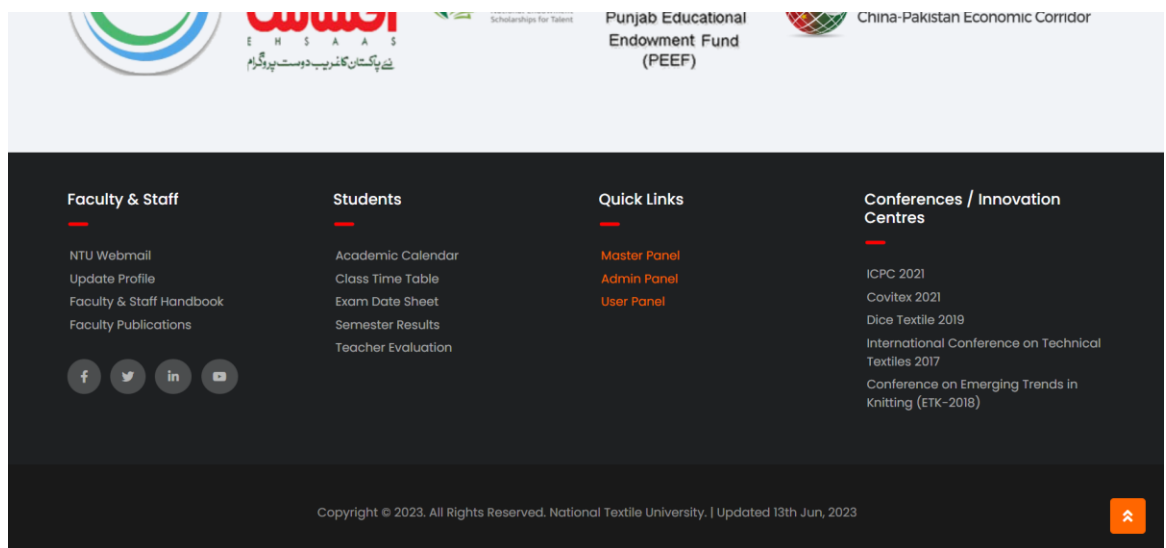 احساس
E H S A A S
نئے پاکستان کا غریب دوست پروگرام
Scholarships for Talent
Punjab Educational
Endowment Fund
(PEEF)
China-Pakistan Economic Corridor
Faculty & Staff
NTU Webmail
Update Profile
Faculty & Staff Handbook
Faculty Publications
Students
Academic Calendar
Class Time Table
Exam Date Sheet
Semester Results
Teacher Evaluation
Quick Links
Master Panel
Admin Panel
User Panel
Conferences / Innovation
Centres
ICPC 2021
Covitex 2021
Dice Textile 2019
International Conference on Technical
Textiles 2017
Conference on Emerging Trends in
Knitting (ETK-2018)
Copyright © 2023. All Rights Reserved. National Textile University. | Updated 13th Jun, 2023